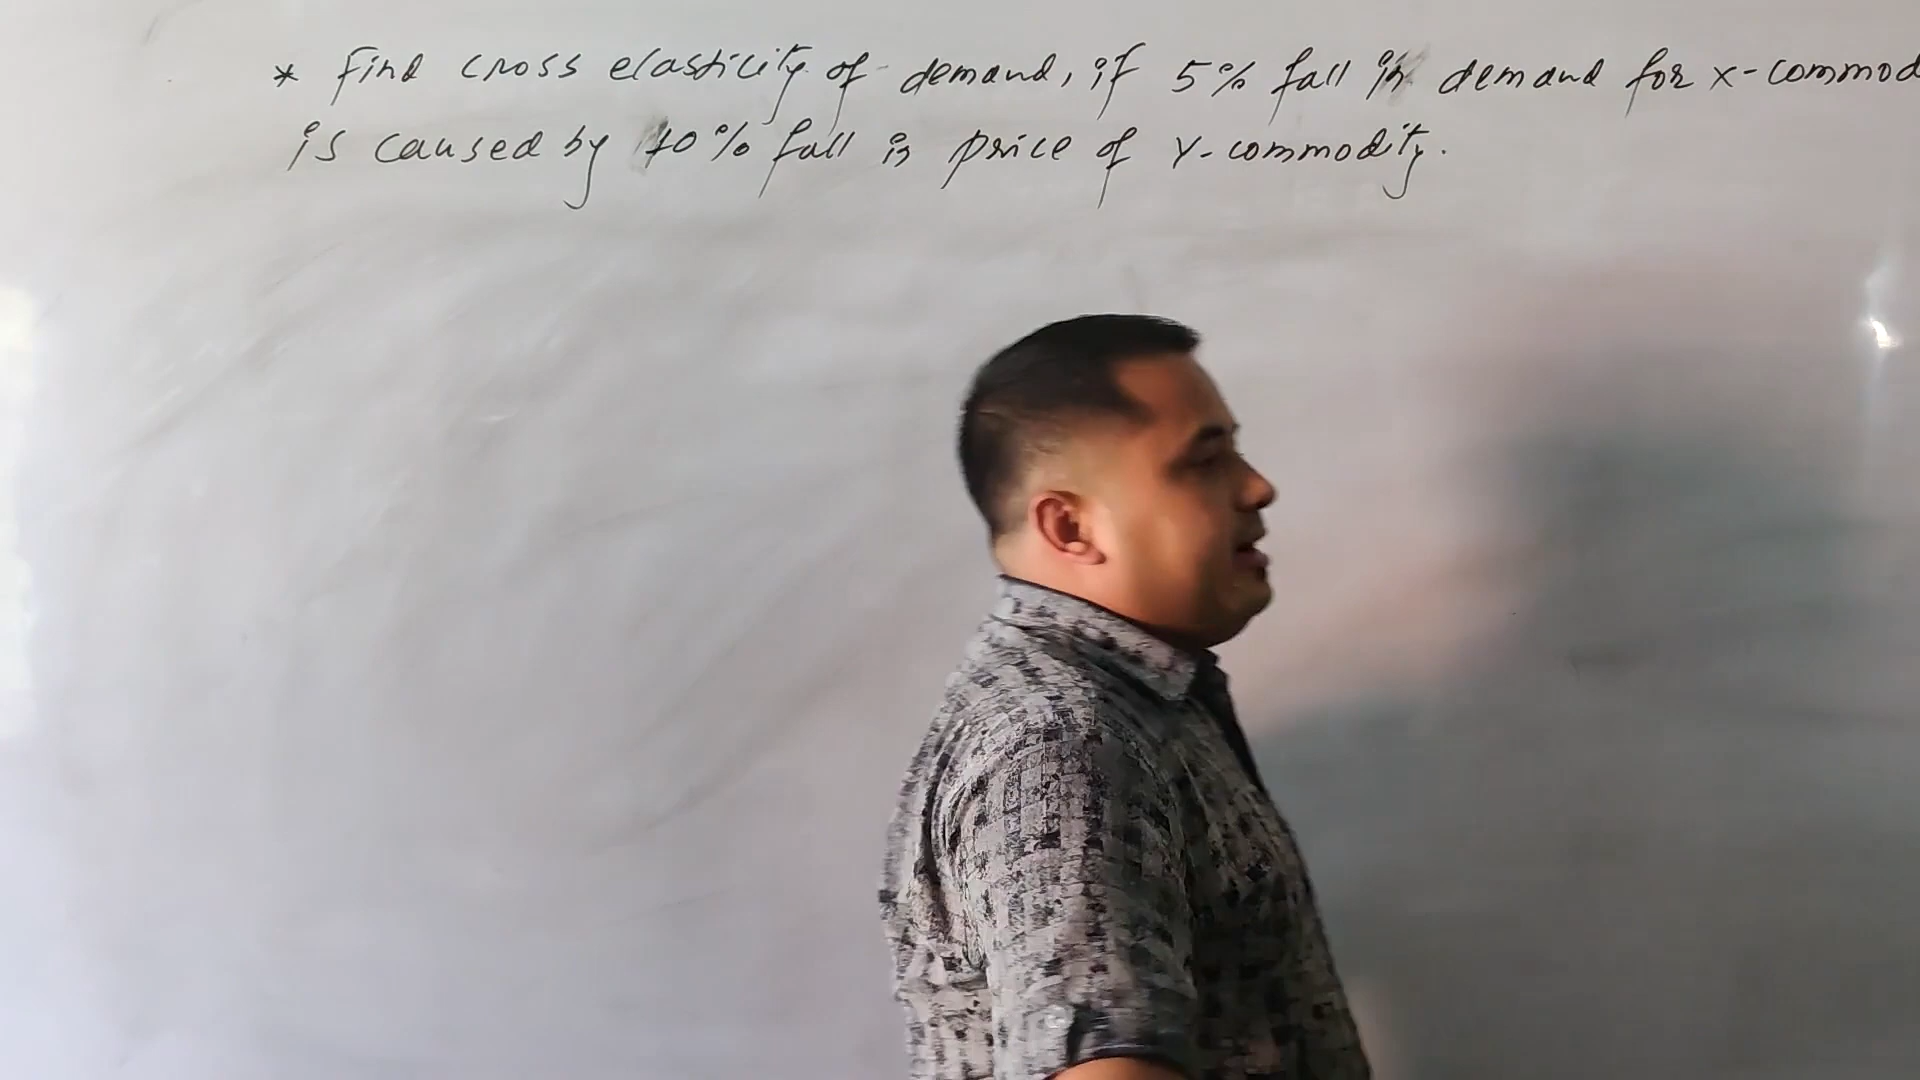 * Find cross elasticity of demand, if 5% fall in demand for x-commod
is caused by 10% fall in price of Y-commodity.